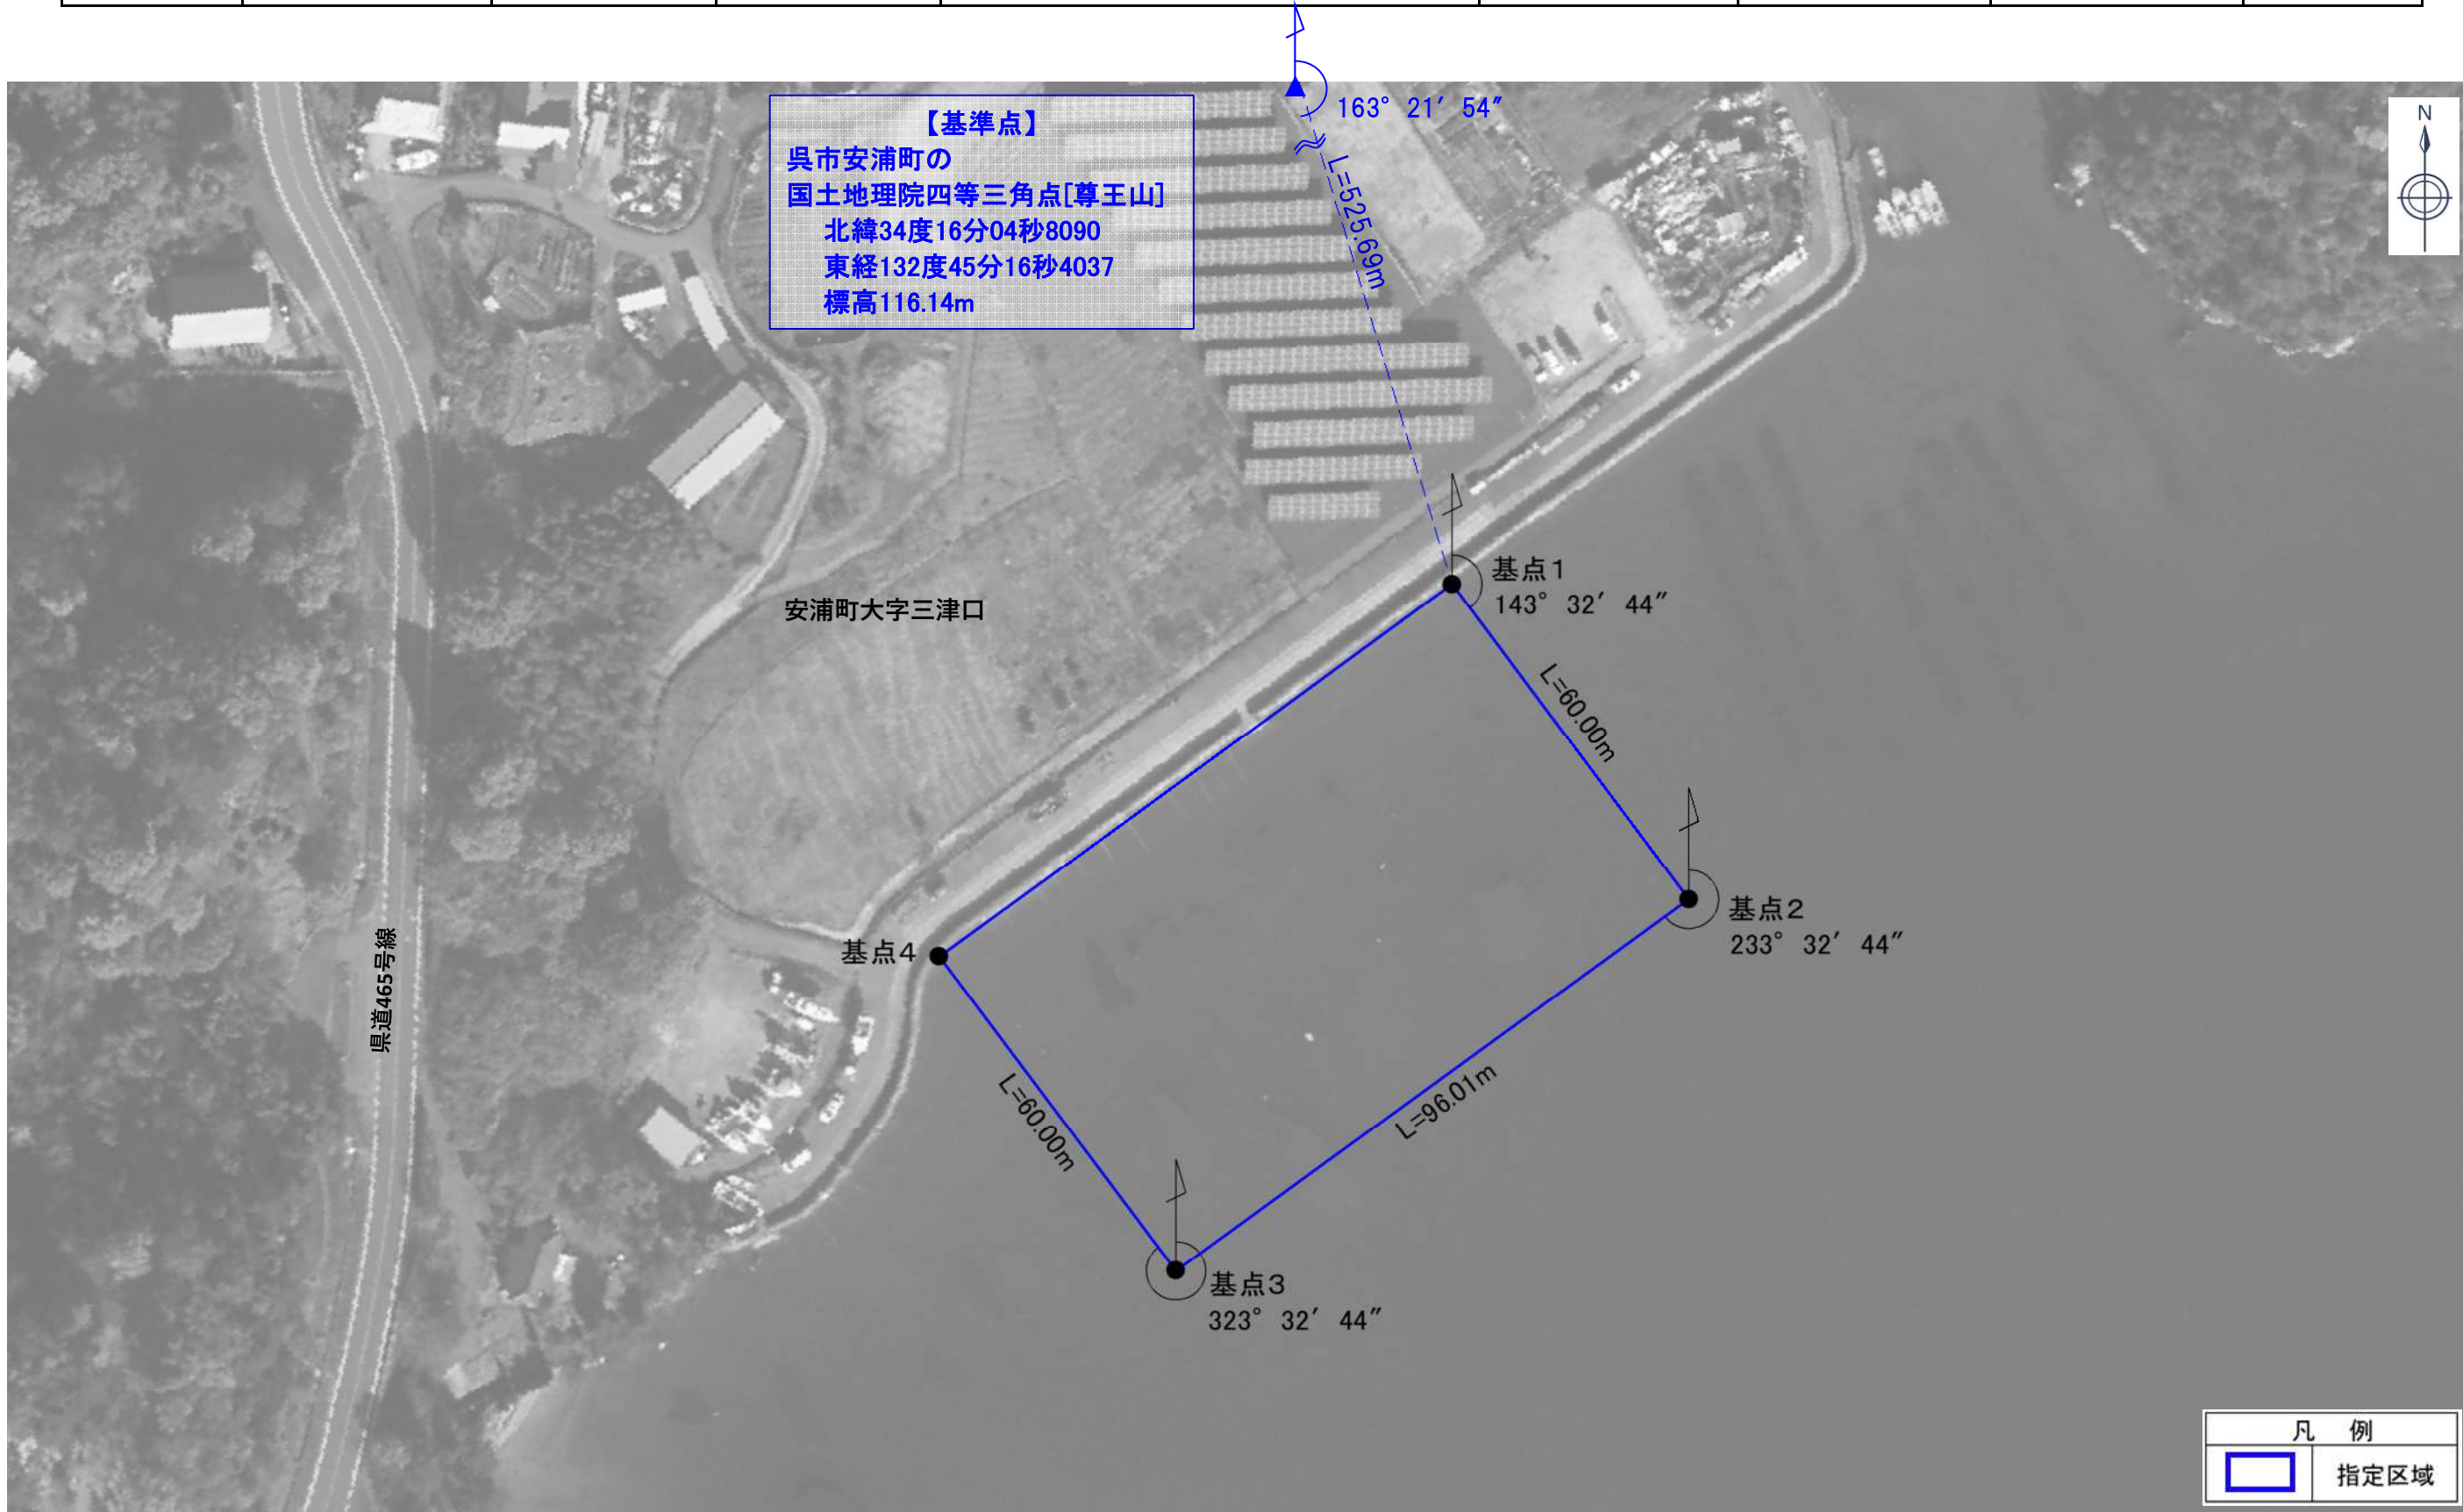 163° 21′ 54″
【基準点】
呉市安浦町の
国土地理院四等三角点[尊王山]
北緯34度16分04秒8090
東経132度45分16秒4037
標高116.14m
N
L=525.69m
基点1
143° 32′ 44″
安浦町大字三津口
L=60.00m
基点2
233° 32′ 44″
基点4
県道465号線
L=60.00m
L=96.01m
基点3
323° 32′ 44″
凡 例
指定区域